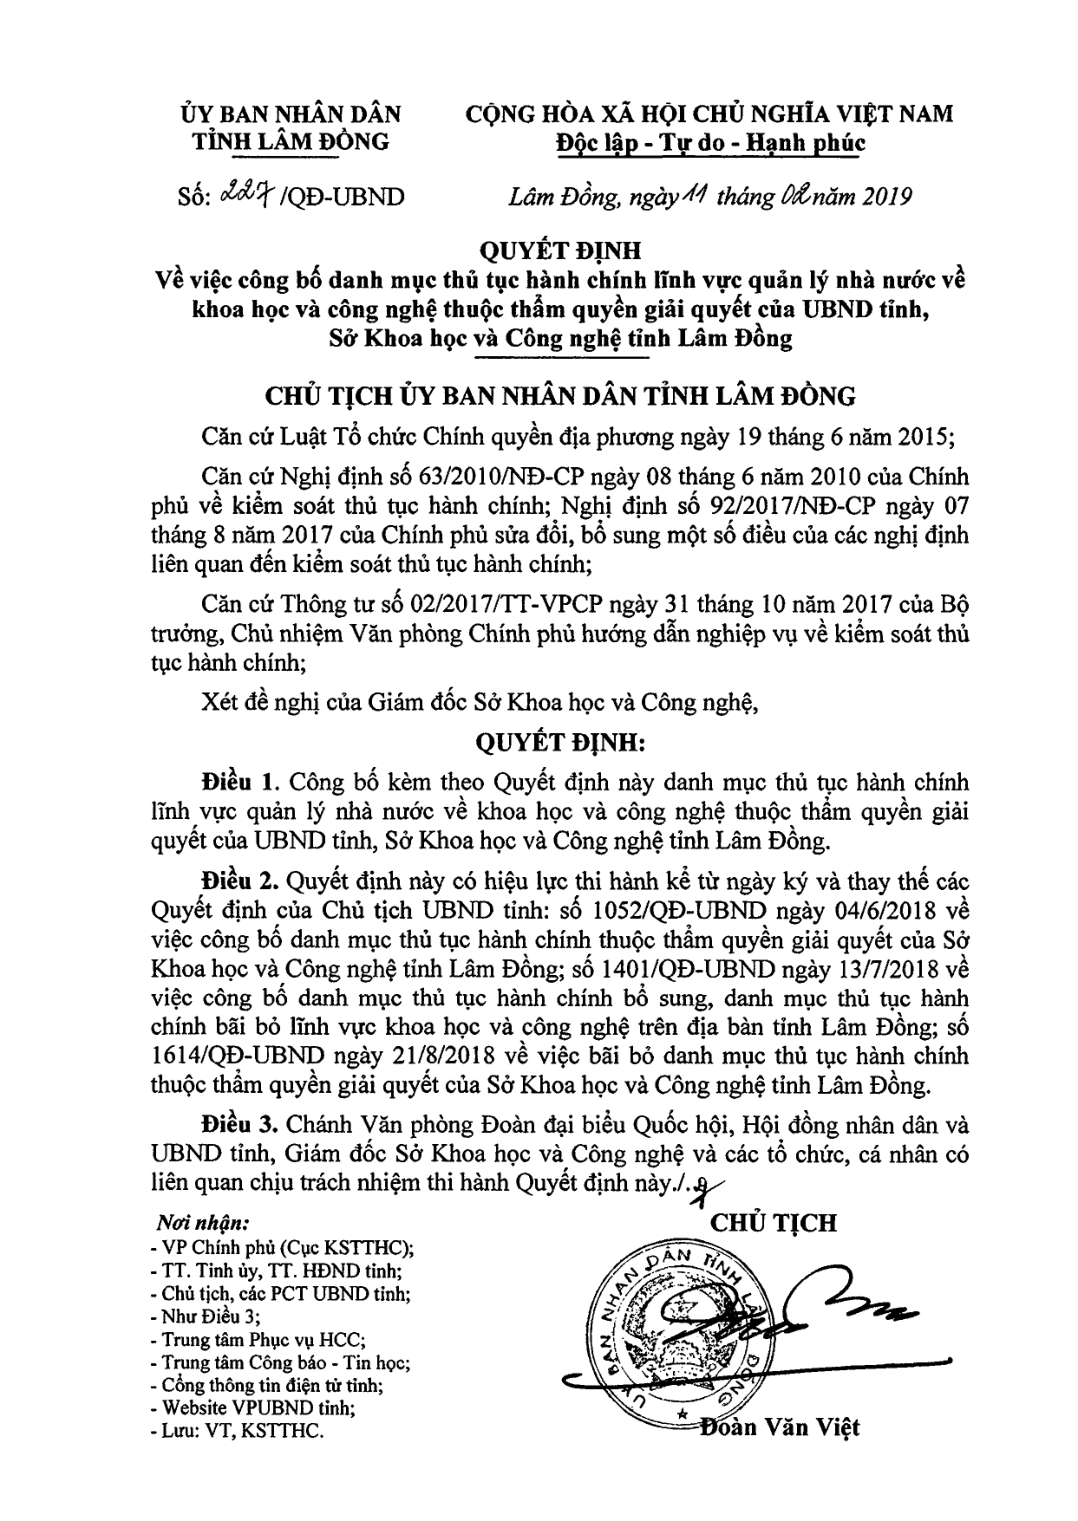 ỦY BAN NHÂN DÂN
TỈNH LÂM ĐỒNG
CỘNG HÒA XÃ HỘI CHỦ NGHĨA VIỆT NAM
Độc lập - Tự do - Hạnh phúc
Số: 227/QĐ-UBND
Lâm Đồng, ngày 11 tháng 02 năm 2019
QUYẾT ĐỊNH
Về việc công bố danh mục thủ tục hành chính lĩnh vực quản lý nhà nước về
khoa học và công nghệ thuộc thẩm quyền giải quyết của UBND tỉnh,
Sở Khoa học và Công nghệ tỉnh Lâm Đồng
CHỦ TỊCH ỦY BAN NHÂN DÂN TỈNH LÂM ĐỒNG
Căn cứ Luật Tổ chức Chính quyền địa phương ngày 19 tháng 6 năm 2015;
Căn cứ Nghị định số 63/2010/NĐ-CP ngày 08 tháng 6 năm 2010 của Chính
phủ về kiểm soát thủ tục hành chính; Nghị định số 92/2017/NĐ-CP ngày 07
tháng 8 năm 2017 của Chính phủ sửa đổi, bổ sung một số điều của các nghị định
liên quan đến kiểm soát thủ tục hành chính;
Căn cứ Thông tư số 02/2017/TT-VPCP ngày 31 tháng 10 năm 2017 của Bộ
trưởng, Chủ nhiệm Văn phòng Chính phủ hướng dẫn nghiệp vụ về kiểm soát thủ
tục hành chính;
Xét đề nghị của Giám đốc Sở Khoa học và Công nghệ,
QUYẾT ĐỊNH:
Điều 1. Công bố kèm theo Quyết định này danh mục thủ tục hành chính
lĩnh vực quản lý nhà nước về khoa học và công nghệ thuộc thẩm quyền giải
quyết của UBND tỉnh, Sở Khoa học và Công nghệ tỉnh Lâm Đồng.
Điều 2. Quyết định này có hiệu lực thi hành kể từ ngày ký và thay thế các
Quyết định của Chủ tịch UBND tỉnh: số 1052/QĐ-UBND ngày 04/6/2018 về
việc công bố danh mục thủ tục hành chính thuộc thẩm quyền giải quyết của Sở
Khoa học và Công nghệ tỉnh Lâm Đồng; số 1401/QĐ-UBND ngày 13/7/2018 về
việc công bố danh mục thủ tục hành chính bổ sung, danh mục thủ tục hành
chính bãi bỏ lĩnh vực khoa học và công nghệ trên địa bàn tỉnh Lâm Đồng; số
1614/QĐ-UBND ngày 21/8/2018 về việc bãi bỏ danh mục thủ tục hành chính
thuộc thẩm quyền giải quyết của Sở Khoa học và Công nghệ tỉnh Lâm Đồng.
Điều 3. Chánh Văn phòng Đoàn đại biểu Quốc hội, Hội đồng nhân dân và
UBND tỉnh, Giám đốc Sở Khoa học và Công nghệ và các tổ chức, cá nhân có
liên quan chịu trách nhiệm thi hành Quyết định này./.
Nơi nhận:
- VP Chính phủ (Cục KSTTHC);
- TT. Tỉnh ủy, TT. HĐND tỉnh;
- Chủ tịch, các PCT UBND tỉnh;
- Như Điều 3;
- Trung tâm Phục vụ HCC;
- Trung tâm Công báo - Tin học;
- Cổng thông tin điện tử tỉnh;
- Website VPUBND tỉnh;
- Lưu: VT, KSTTHC.
CHỦ TỊCH
ỦY BAN NHÂN DÂN TỈNH LÂM ĐỒNG
Đoàn Văn Việt